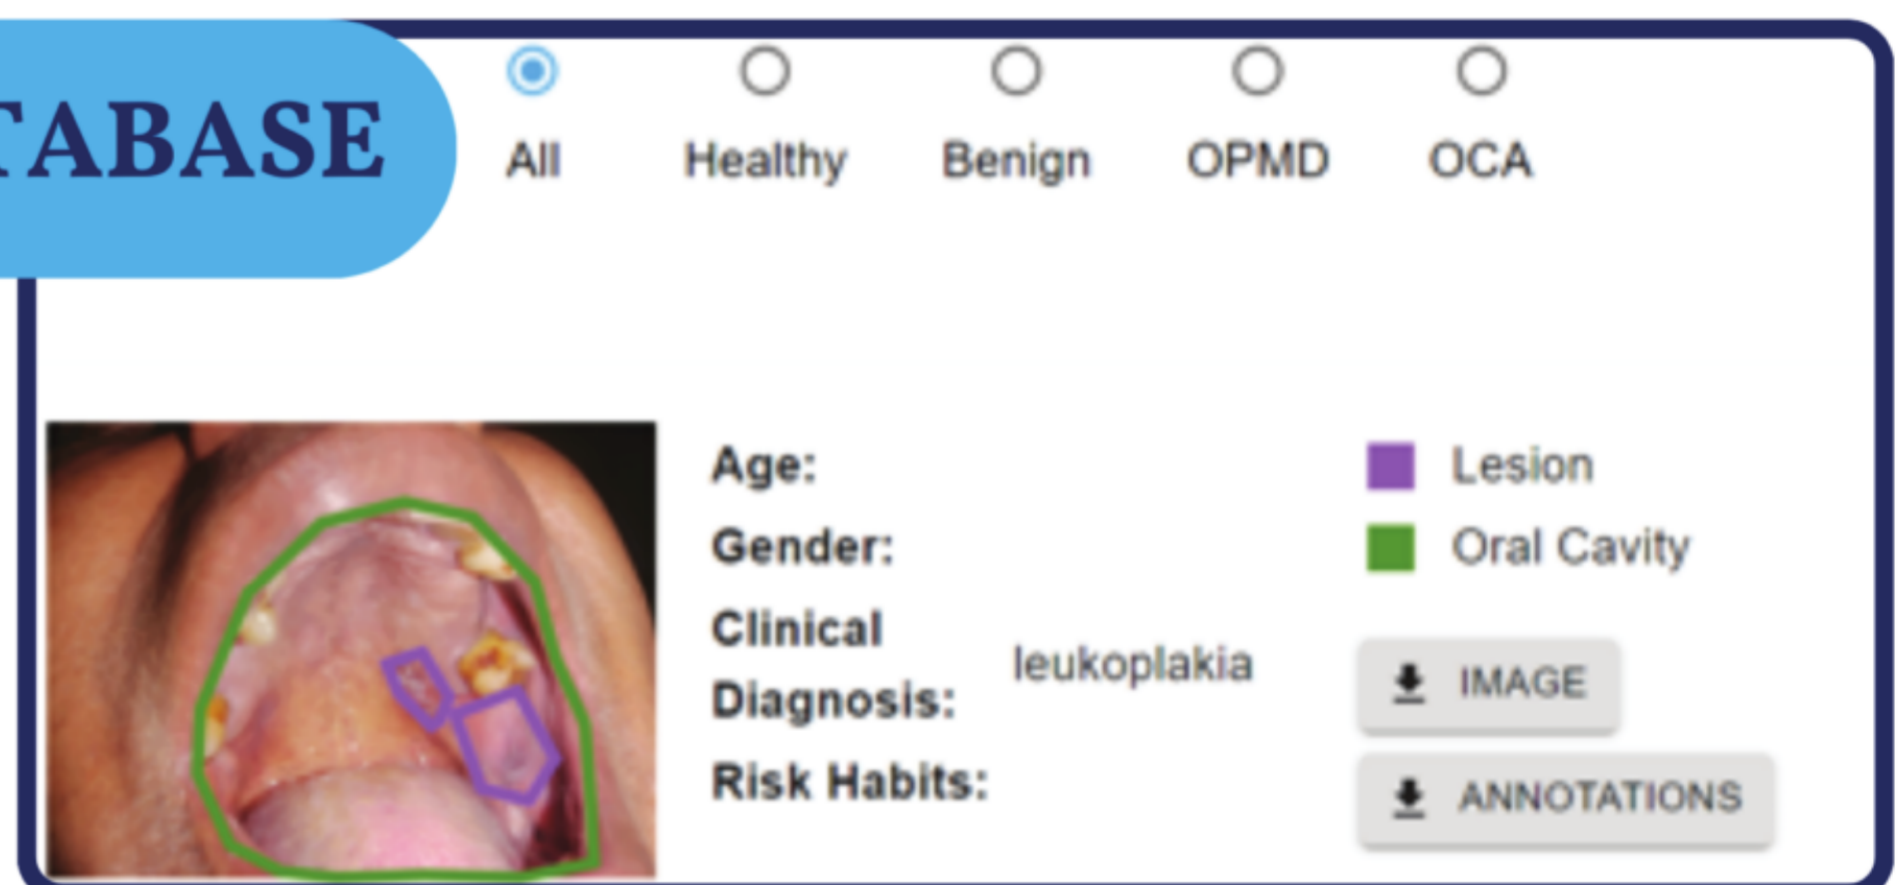 TABASE
All Healthy Benign OPMD OCA
Age:
Gender:
Clinical
Diagnosis:
leukoplakia
Risk Habits:
Lesion
Oral Cavity
IMAGE
ANNOTATIONS